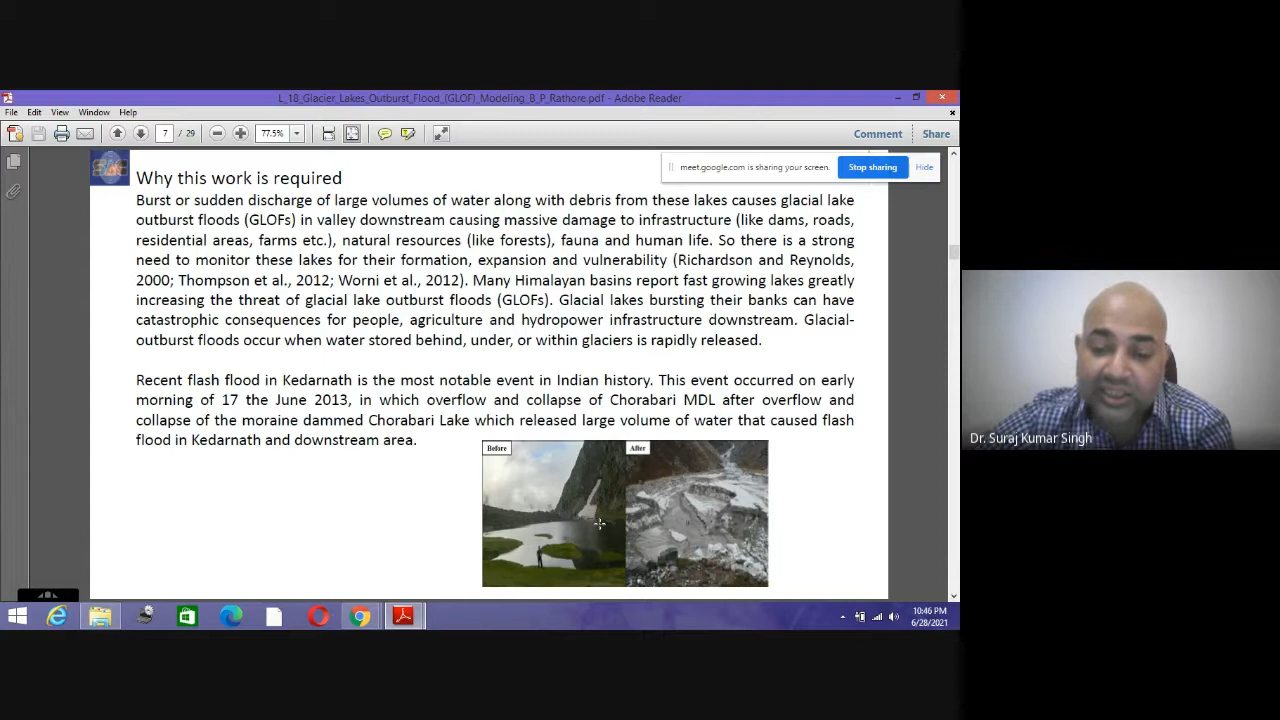 L_18_Glacier_Lakes_Outburst_Flood_(GLOF)_Modeling_B_P_Rathore.pdf - Adobe Reader
File Edit View Window Help
7 / 29 77.5% Comment Share
meet.google.com is sharing your screen. Stop sharing Hide
Why this work is required
Burst or sudden discharge of large volumes of water along with debris from these lakes causes glacial lake
outburst floods (GLOFs) in valley downstream causing massive damage to infrastructure (like dams, roads,
residential areas, farms etc.), natural resources (like forests), fauna and human life. So there is a strong
need to monitor these lakes for their formation, expansion and vulnerability (Richardson and Reynolds,
2000; Thompson et al., 2012; Worni et al., 2012). Many Himalayan basins report fast growing lakes greatly
increasing the threat of glacial lake outburst floods (GLOFs). Glacial lakes bursting their banks can have
catastrophic consequences for people, agriculture and hydropower infrastructure downstream. Glacial-
outburst floods occur when water stored behind, under, or within glaciers is rapidly released.
Recent flash flood in Kedarnath is the most notable event in Indian history. This event occurred on early
morning of 17 the June 2013, in which overflow and collapse of Chorabari MDL after overflow and
collapse of the moraine dammed Chorabari Lake which released large volume of water that caused flash
flood in Kedarnath and downstream area.
Before After
Dr. Suraj Kumar Singh
10:46 PM
6/28/2021